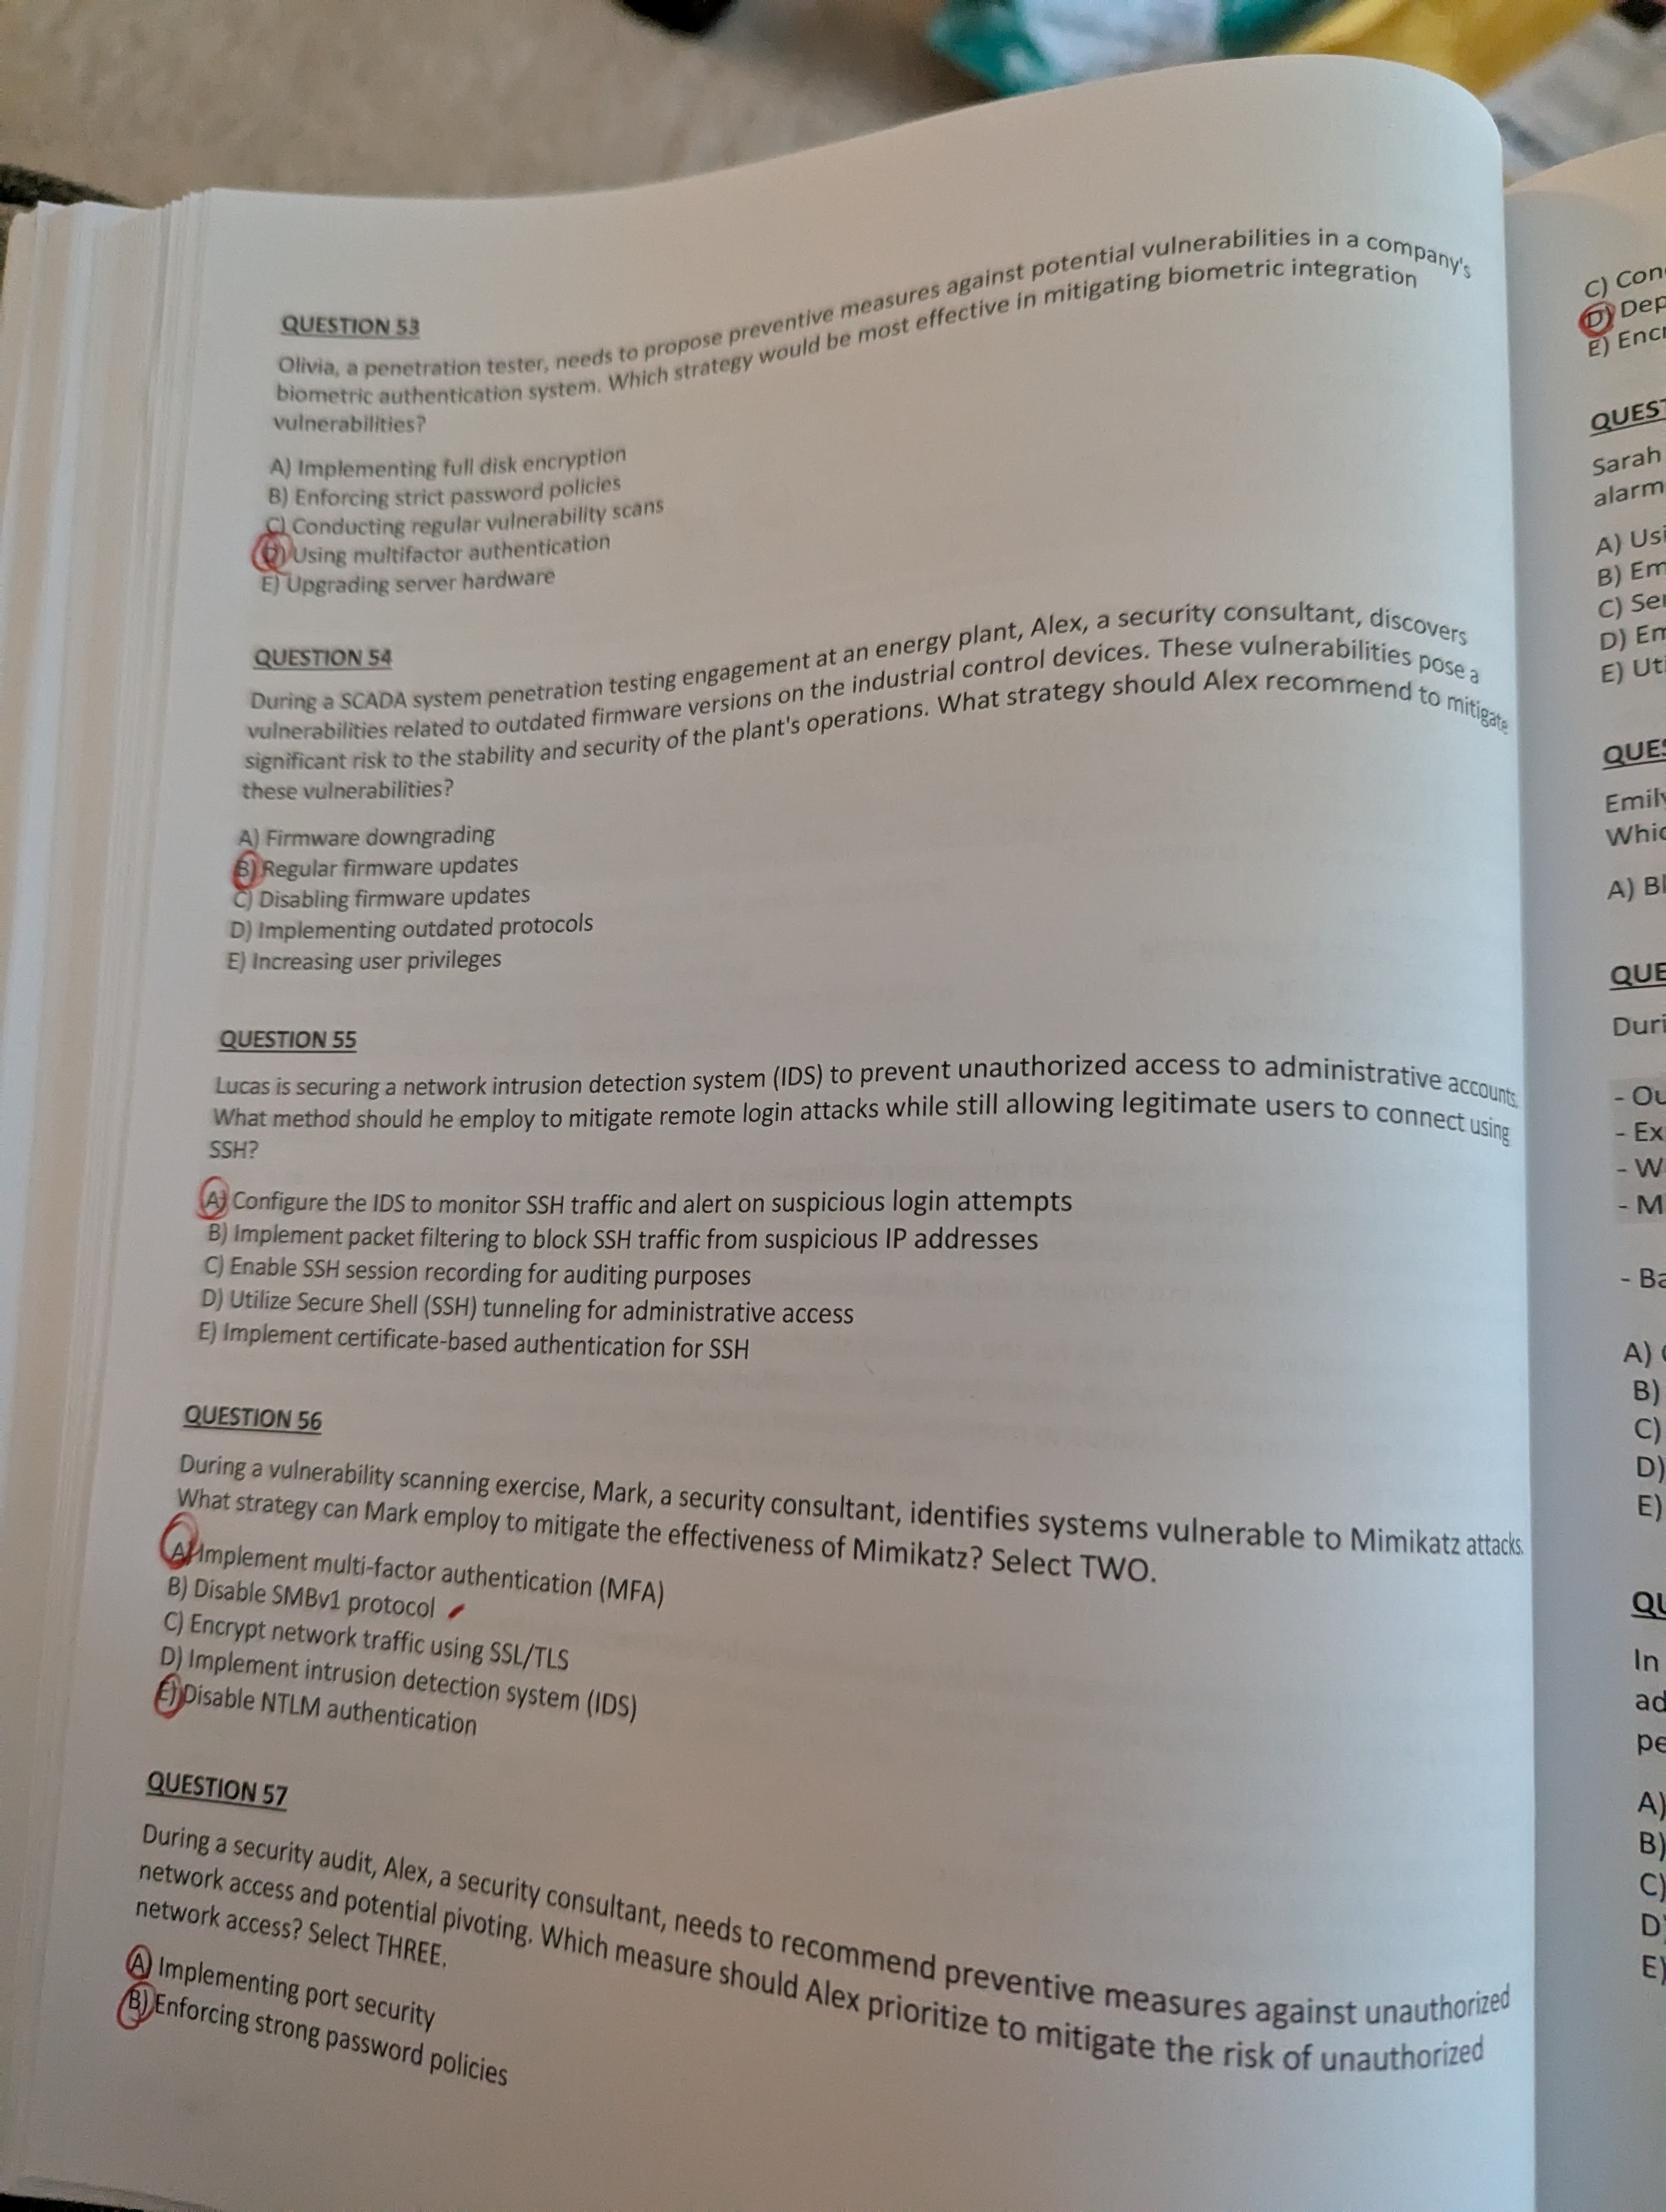 QUESTION 53
Olivia, a penetration tester, needs to propose preventive measures against potential vulnerabilities in a company's
biometric authentication system. Which strategy would be most effective in mitigating biometric integration
vulnerabilities?
A) Implementing full disk encryption
B) Enforcing strict password policies
C) Conducting regular vulnerability scans
D) Using multifactor authentication
E) Upgrading server hardware
QUESTION 54
During a SCADA system penetration testing engagement at an energy plant, Alex, a security consultant, discovers
vulnerabilities related to outdated firmware versions on the industrial control devices. These vulnerabilities pose a
significant risk to the stability and security of the plant's operations. What strategy should Alex recommend to mitigate
these vulnerabilities?
A) Firmware downgrading
B) Regular firmware updates
C) Disabling firmware updates
D) Implementing outdated protocols
E) Increasing user privileges
QUESTION 55
Lucas is securing a network intrusion detection system (IDS) to prevent unauthorized access to administrative accounts.
What method should he employ to mitigate remote login attacks while still allowing legitimate users to connect using
SSH?
A) Configure the IDS to monitor SSH traffic and alert on suspicious login attempts
B) Implement packet filtering to block SSH traffic from suspicious IP addresses
C) Enable SSH session recording for auditing purposes
D) Utilize Secure Shell (SSH) tunneling for administrative access
E) Implement certificate-based authentication for SSH
QUESTION 56
During a vulnerability scanning exercise, Mark, a security consultant, identifies systems vulnerable to Mimikatz attacks.
What strategy can Mark employ to mitigate the effectiveness of Mimikatz? Select TWO.
A) Implement multi-factor authentication (MFA)
B) Disable SMBv1 protocol
C) Encrypt network traffic using SSL/TLS
D) Implement intrusion detection system (IDS)
E) Disable NTLM authentication
QUESTION 57
During a security audit, Alex, a security consultant, needs to recommend preventive measures against unauthorized
network access and potential pivoting. Which measure should Alex prioritize to mitigate the risk of unauthorized
network access? Select THREE.
A) Implementing port security
B) Enforcing strong password policies
C) Con
D) Dep
E) Encr
QUEST
Sarah
alarm
A) Usi
B) Em
C) Se
D) Em
E) Uti
QUES
Emily
Whic
A) Bl
QUE
Duri
- Ou
- Ex
- W
- M
- Ba
A)
B)
C)
D)
E)
QU
In
ad
pe
A)
B)
C)
D)
E)